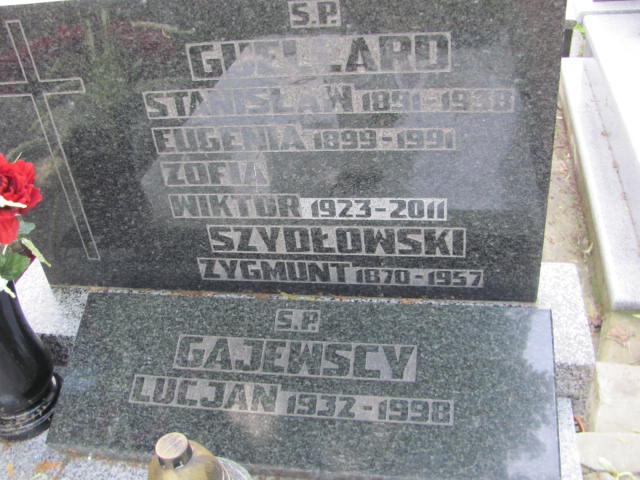 Ś.P.
STANISŁAW 1891-1938
EUGENIA 1899-1991
ZOFIA
WIKTOR 1923-2011
SZYDŁOWSKI
ZYGMUNT 1870-1957
Ś.P.
GAJEWSCY
LUCJAN 1932-1998